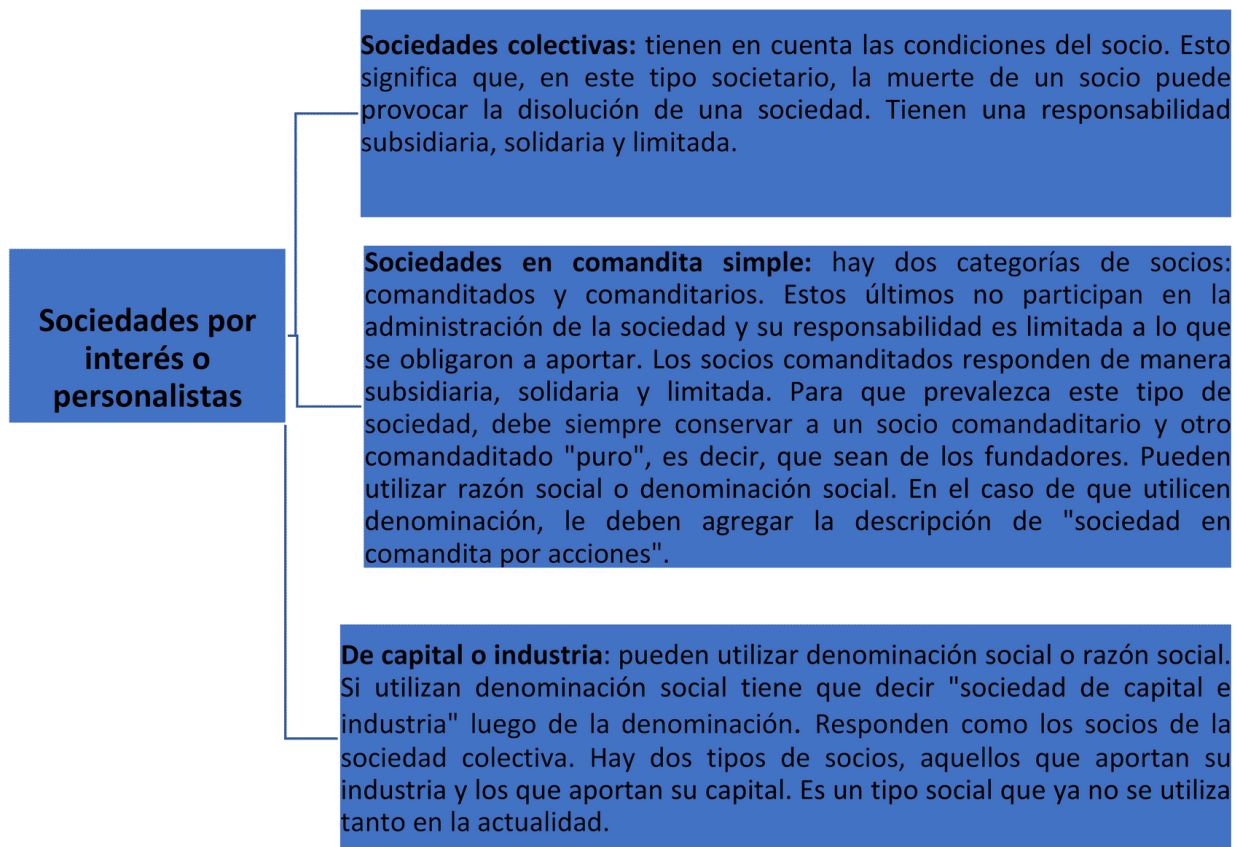 Sociedades colectivas: tienen en cuenta las condiciones del socio. Esto
significa que, en este tipo societario, la muerte de un socio puede
provocar la disolución de una sociedad. Tienen una responsabilidad
subsidiaria, solidaria y limitada.
Sociedades por
interés o
personalistas
Sociedades en comandita simple: hay dos categorías de socios:
comanditados y comanditarios. Estos últimos no participan en la
administración de la sociedad y su responsabilidad es limitada a lo que
se obligaron a aportar. Los socios comanditados responden de manera
subsidiaria, solidaria y limitada. Para que prevalezca este tipo de
sociedad, debe siempre conservar a un socio comandaditario y otro
comandaditado "puro", es decir, que sean de los fundadores. Pueden
utilizar razón social o denominación social. En el caso de que utilicen
denominación, le deben agregar la descripción de "sociedad en
comandita por acciones".
De capital o industria: pueden utilizar denominación social o razón social.
Si utilizan denominación social tiene que decir "sociedad de capital e
industria" luego de la denominación. Responden como los socios de la
sociedad colectiva. Hay dos tipos de socios, aquellos que aportan su
industria y los que aportan su capital. Es un tipo social que ya no se utiliza
tanto en la actualidad.